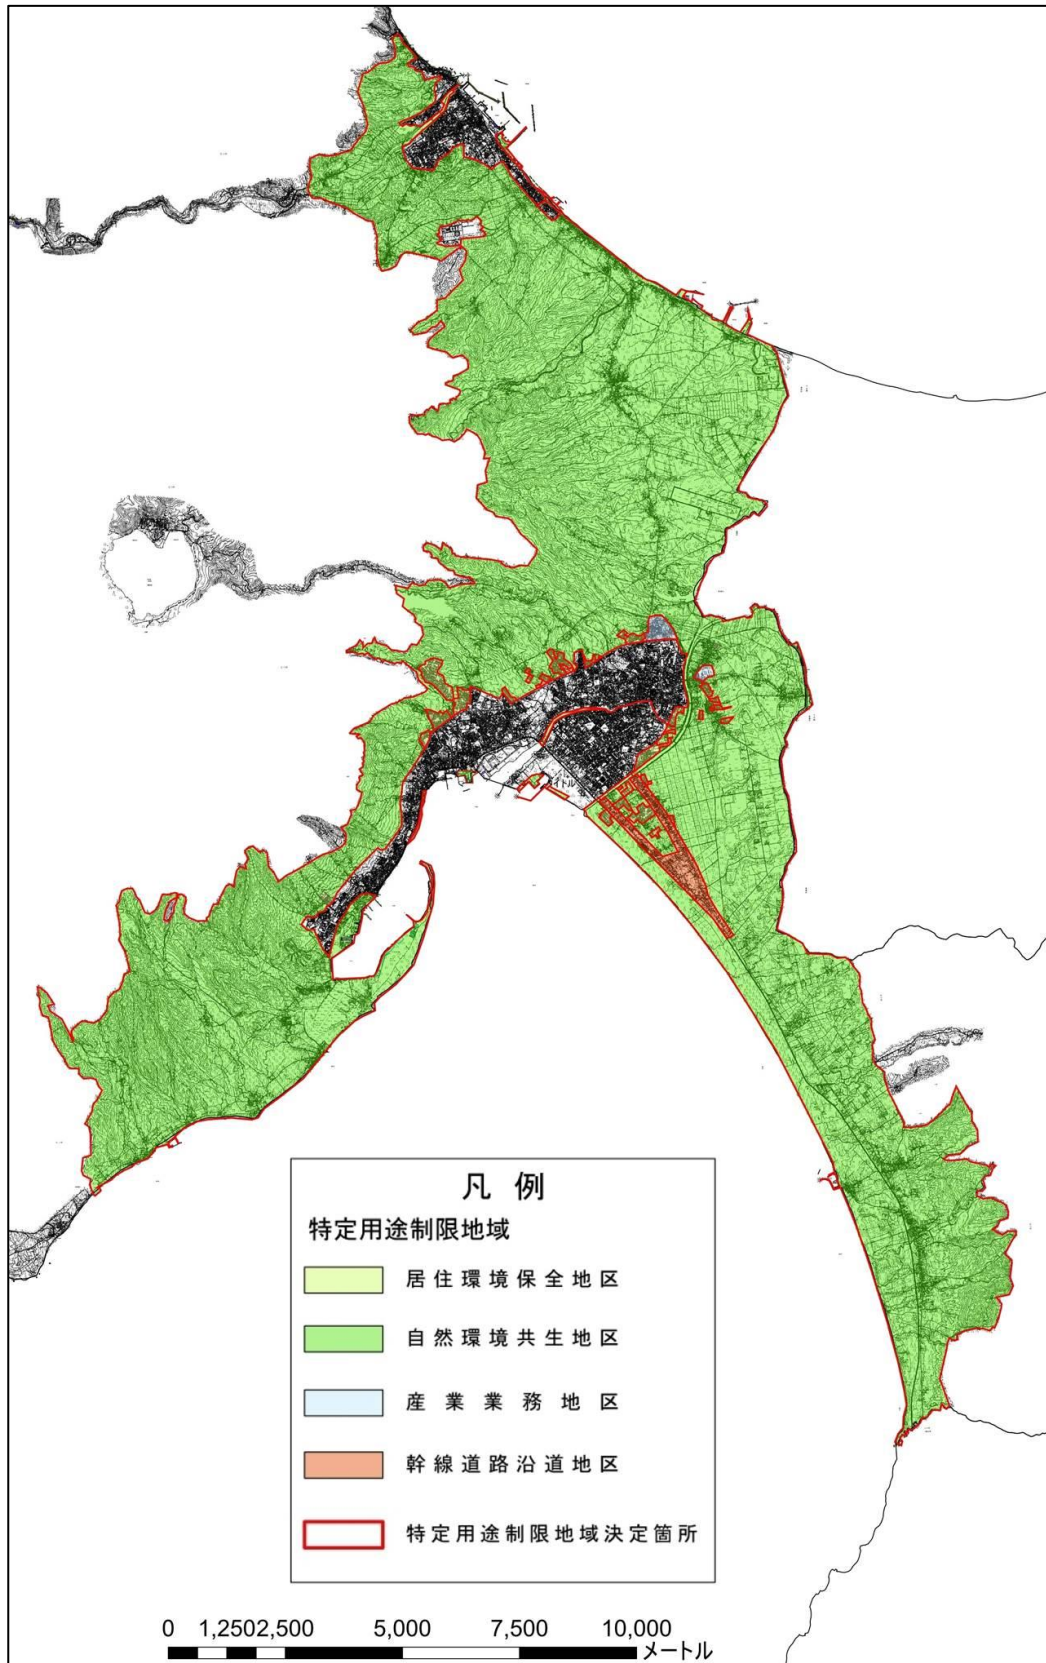 イトル
凡例
特定用途制限地域
居住環境保全地区
自然環境共生地区
産業業務地区
幹線道路沿道地区
特定用途制限地域決定箇所
0 1,250 2,500 5,000 7,500 10,000
メートル